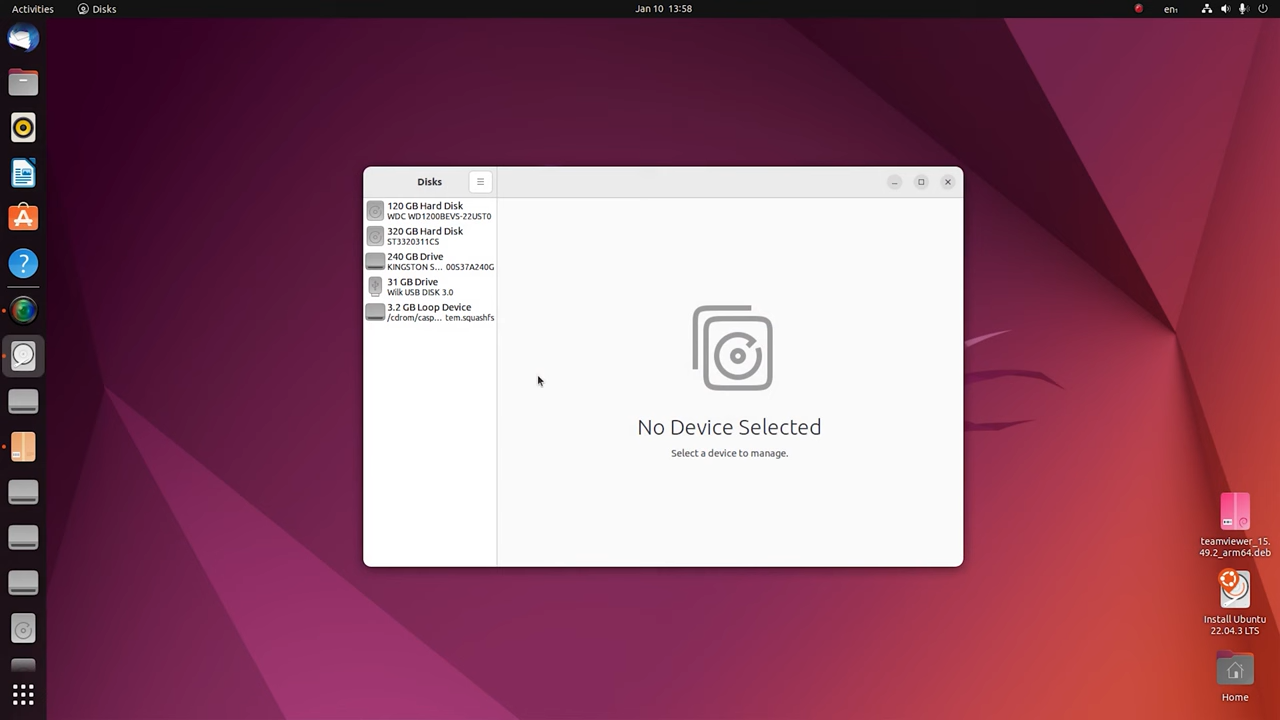 Activities
Disks
Jan 10 13:58
en₁
Disks
120 GB Hard Disk
WDC WD1200BEVS-22UST0
320 GB Hard Disk
ST3320311CS
240 GB Drive
KINGSTON S... 00S37A240G
31 GB Drive
Wilk USB DISK 3.0
3.2 GB Loop Device
/cdrom/casp... tem.squashfs
No Device Selected
Select a device to manage.
teamviewer_15.
49.2_arm64.deb
Install Ubuntu
22.04.3 LTS
Home